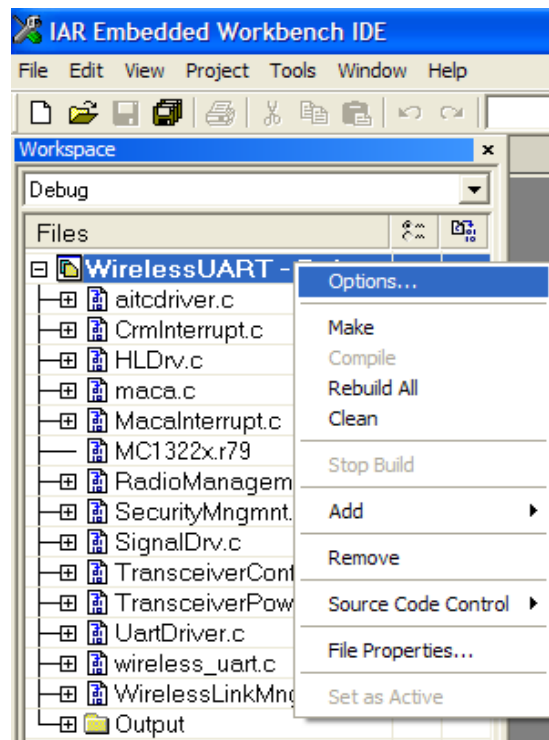 IAR Embedded Workbench IDE
File Edit View Project Tools Window Help
Workspace
Debug
Files
WirelessUART -
aitcdriver.c
CrmInterrupt.c
HLDrv.c
maca.c
MacaInterrupt.c
MC1322x.r79
RadioManagem
SecurityMngmnt.
SignalDrv.c
TransceiverConf
TransceiverPow
UartDriver.c
wireless_uart.c
WirelessLinkMng
Output
Options...
Make
Compile
Rebuild All
Clean
Stop Build
Add
Remove
Source Code Control
File Properties...
Set as Active